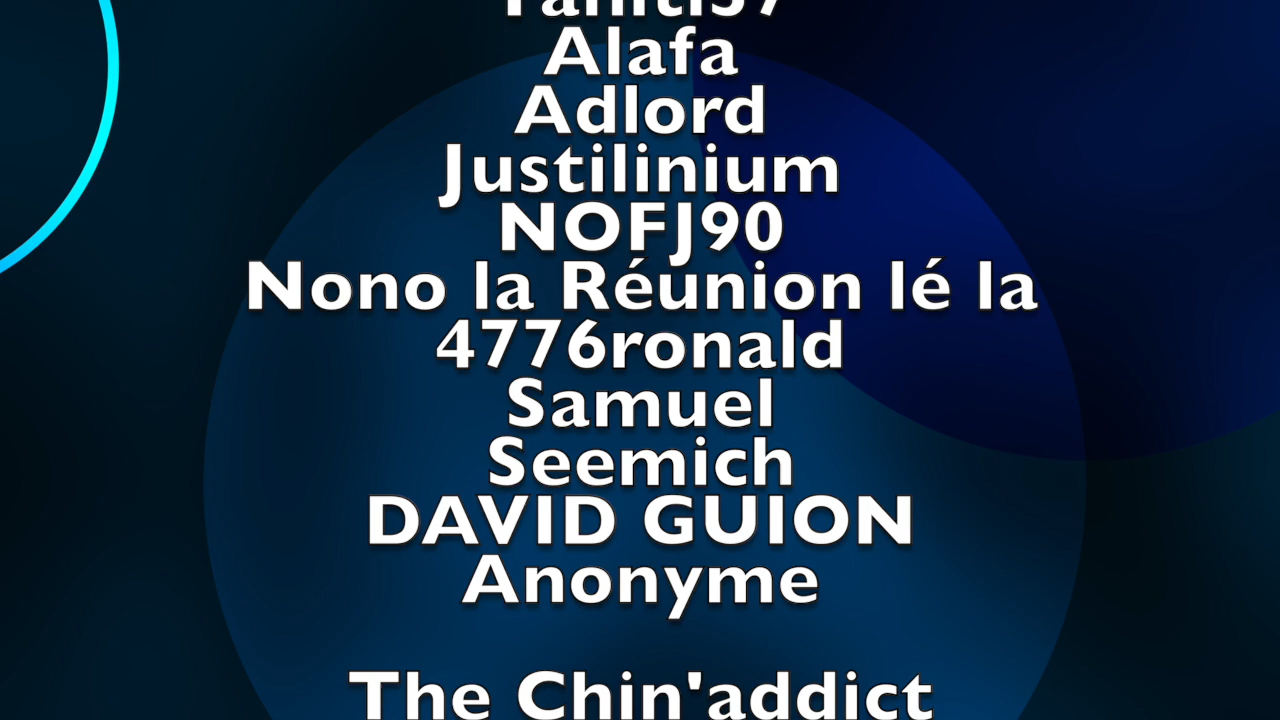 Alafa
Adlord
Justilinium
NOFJ90
Nono la Réunion lé la
4776ronald
Samuel
Seemich
DAVID GUION
Anonyme
The Chin'addict